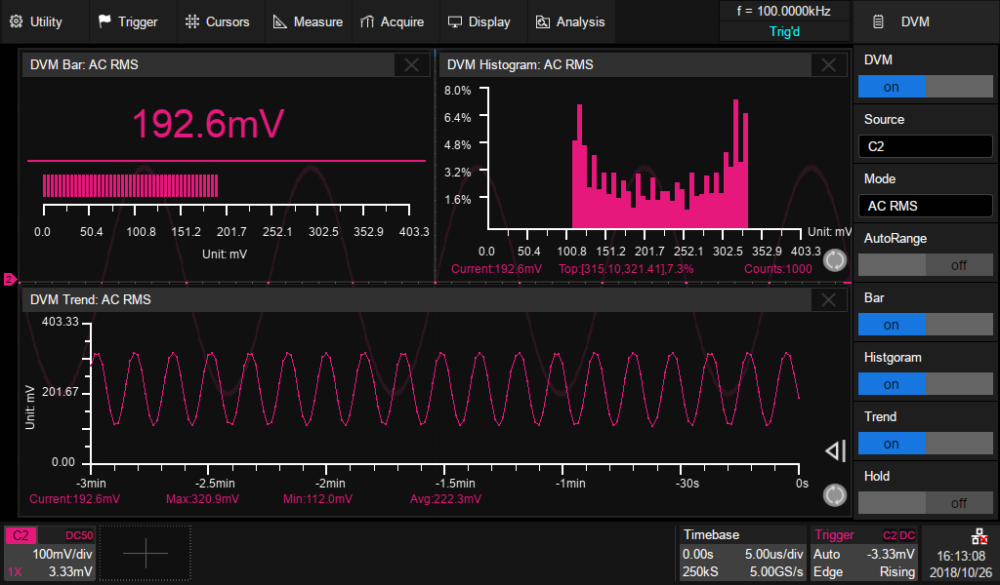 Utility Trigger Cursors Measure Acquire Display Analysis
f = 100.0000kHz
Trig'd
DVM
DVM Bar: AC RMS
192.6mV
0.0 50.4 100.8 151.2 201.7 252.1 302.5 352.9 403.3
Unit: mV
DVM Histogram: AC RMS
8.0%
6.4%
4.8%
3.2%
1.6%
Unit: mV
0.0 50.4 100.8 151.2 201.7 252.1 302.5 352.9 403.3
Current:192.6mV Top:[315.10,321.41],7.3% Counts:1000
2
DVM Trend: AC RMS
403.33
201.67
0.00
Unit: mV
-3min -2.5min -2min -1.5min -1min -30s 0s
Current:192.6mV Max:320.9mV Min:112.0mV Avg:222.3mV
DVM
on
Source
C2
Mode
AC RMS
AutoRange
off
Bar
on
Histgoram
on
Trend
on
Hold
off
C2 DC50
100mV/div
1X 3.33mV
Timebase
0.00s 5.00us/div
250kS 5.00GS/s
Trigger C2 DC
Auto -3.33mV
Edge Rising
16:13:08
2018/10/26